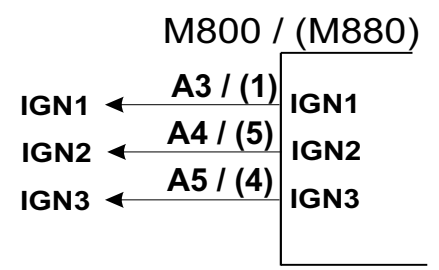 M800 / (M880)
IGN1 A3 / (1) IGN1
IGN2 A4 / (5) IGN2
IGN3 A5 / (4) IGN3